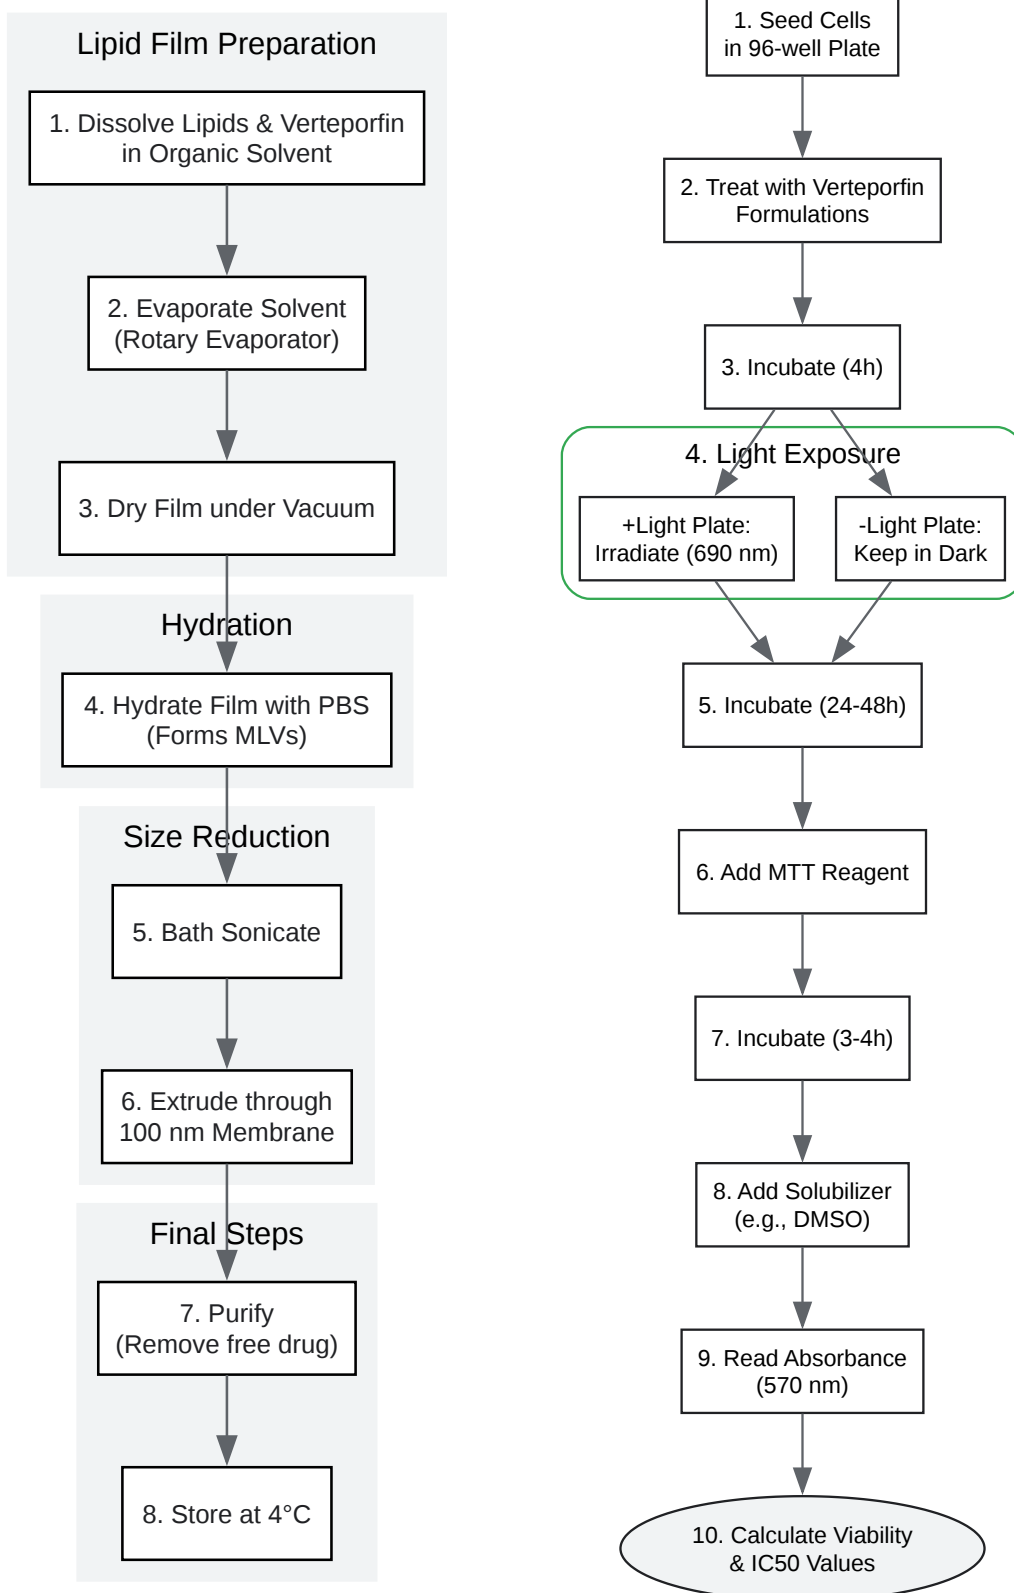 Lipid Film Preparation
1. Dissolve Lipids & Verteporfin
in Organic Solvent
2. Evaporate Solvent
(Rotary Evaporator)
3. Dry Film under Vacuum
Hydration
4. Hydrate Film with PBS
(Forms MLVs)
Size Reduction
5. Bath Sonicate
6. Extrude through
100 nm Membrane
Final Steps
7. Purify
(Remove free drug)
8. Store at 4°C
1. Seed Cells
in 96-well Plate
2. Treat with Verteporfin
Formulations
3. Incubate (4h)
4. Light Exposure
+Light Plate:
Irradiate (690 nm)
-Light Plate:
Keep in Dark
5. Incubate (24-48h)
6. Add MTT Reagent
7. Incubate (3-4h)
8. Add Solubilizer
(e.g., DMSO)
9. Read Absorbance
(570 nm)
10. Calculate Viability
& IC50 Values